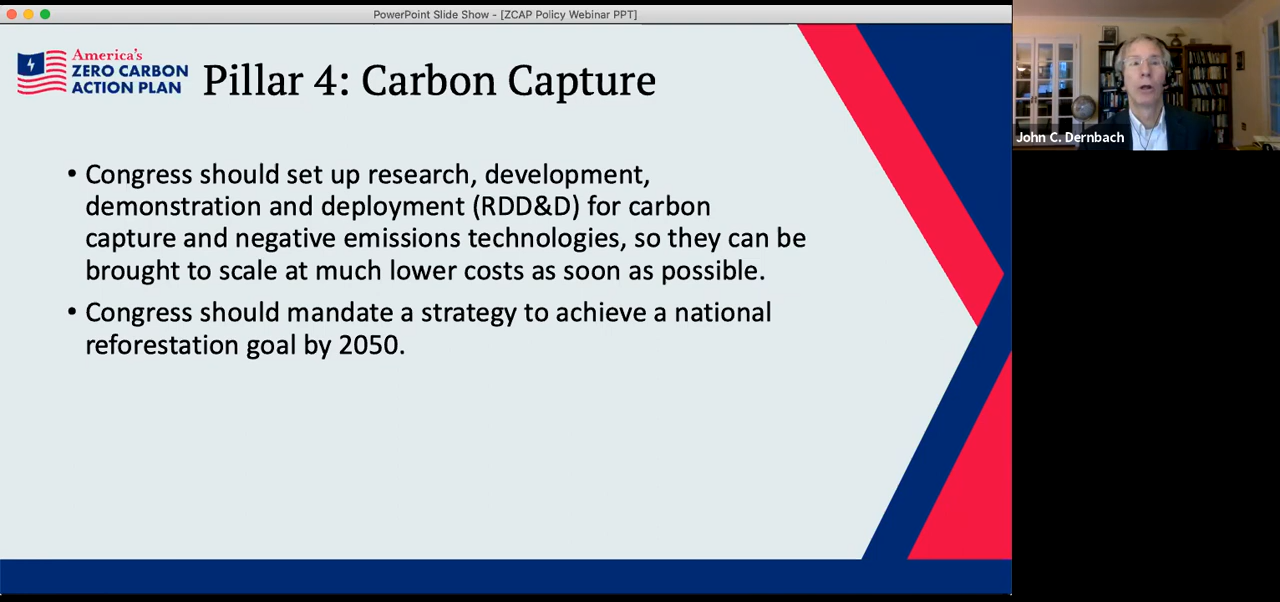 PowerPoint Slide Show - [ZCAP Policy Webinar PPT]
America's
ZERO CARBON
ACTION PLAN
Pillar 4: Carbon Capture
• Congress should set up research, development,
demonstration and deployment (RDD&D) for carbon
capture and negative emissions technologies, so they can be
brought to scale at much lower costs as soon as possible.
• Congress should mandate a strategy to achieve a national
reforestation goal by 2050.
John C. Dernbach